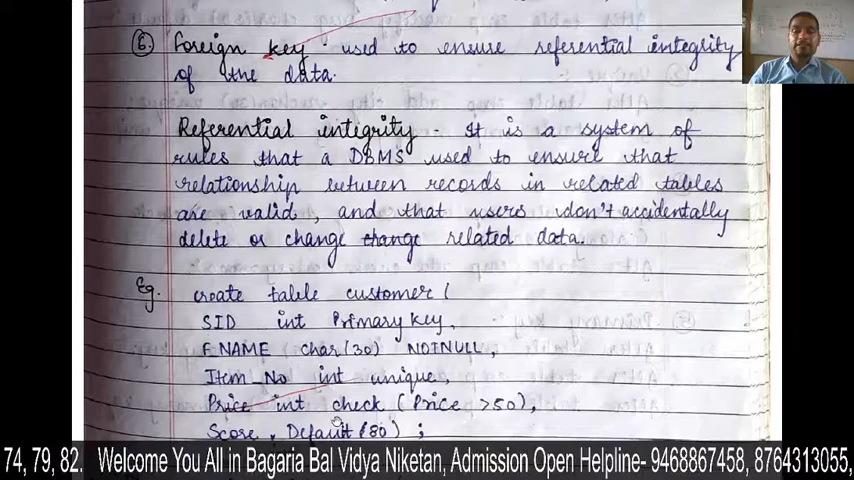 6. Foreign key - used to ensure referential integrity
of the data.
Referential integrity - It is a system of
rules that a DBMS used to ensure that
relationship between records in related tables
are valid, and that users don't accidentally
delete or change change related data.
Eg. create table customer (
SID int Primary key,
F_NAME char(30) NOTNULL,
Item_No int unique,
Price int check (Price >50),
Score, Default (80) ;
74, 79, 82. Welcome You All in Bagaria Bal Vidya Niketan, Admission Open Helpline- 9468867458, 8764313055,